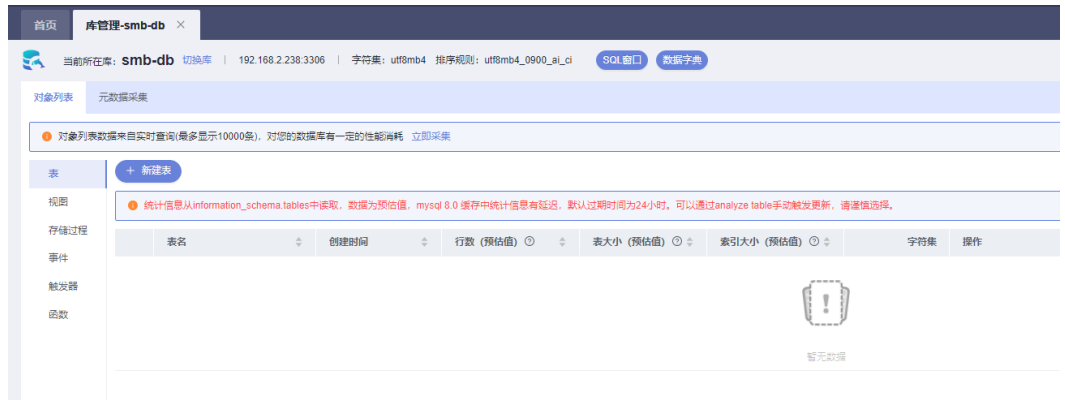 首页 库管理-smb-db ×
当前所在库: smb-db 切换库 | 192.168.2.238:3306 | 字符集: utf8mb4 排序规则: utf8mb4_0900_ai_ci SQL窗口 数据字典
对象列表 元数据采集
对象列表数据来自实时查询(最多显示10000条), 对您的数据库有一定的性能消耗 立即采集
表
+ 新建表
视图
统计信息从information_schema.tables中读取, 数据为预估值, mysql 8.0 缓存中统计信息有延迟, 默认过期时间为24小时。可以通过analyze table手动触发更新, 请谨慎选择。
存储过程
表名 创建时间 行数 (预估值) 表大小 (预估值) 索引大小 (预估值) 字符集 操作
事件
触发器
函数
暂无数据